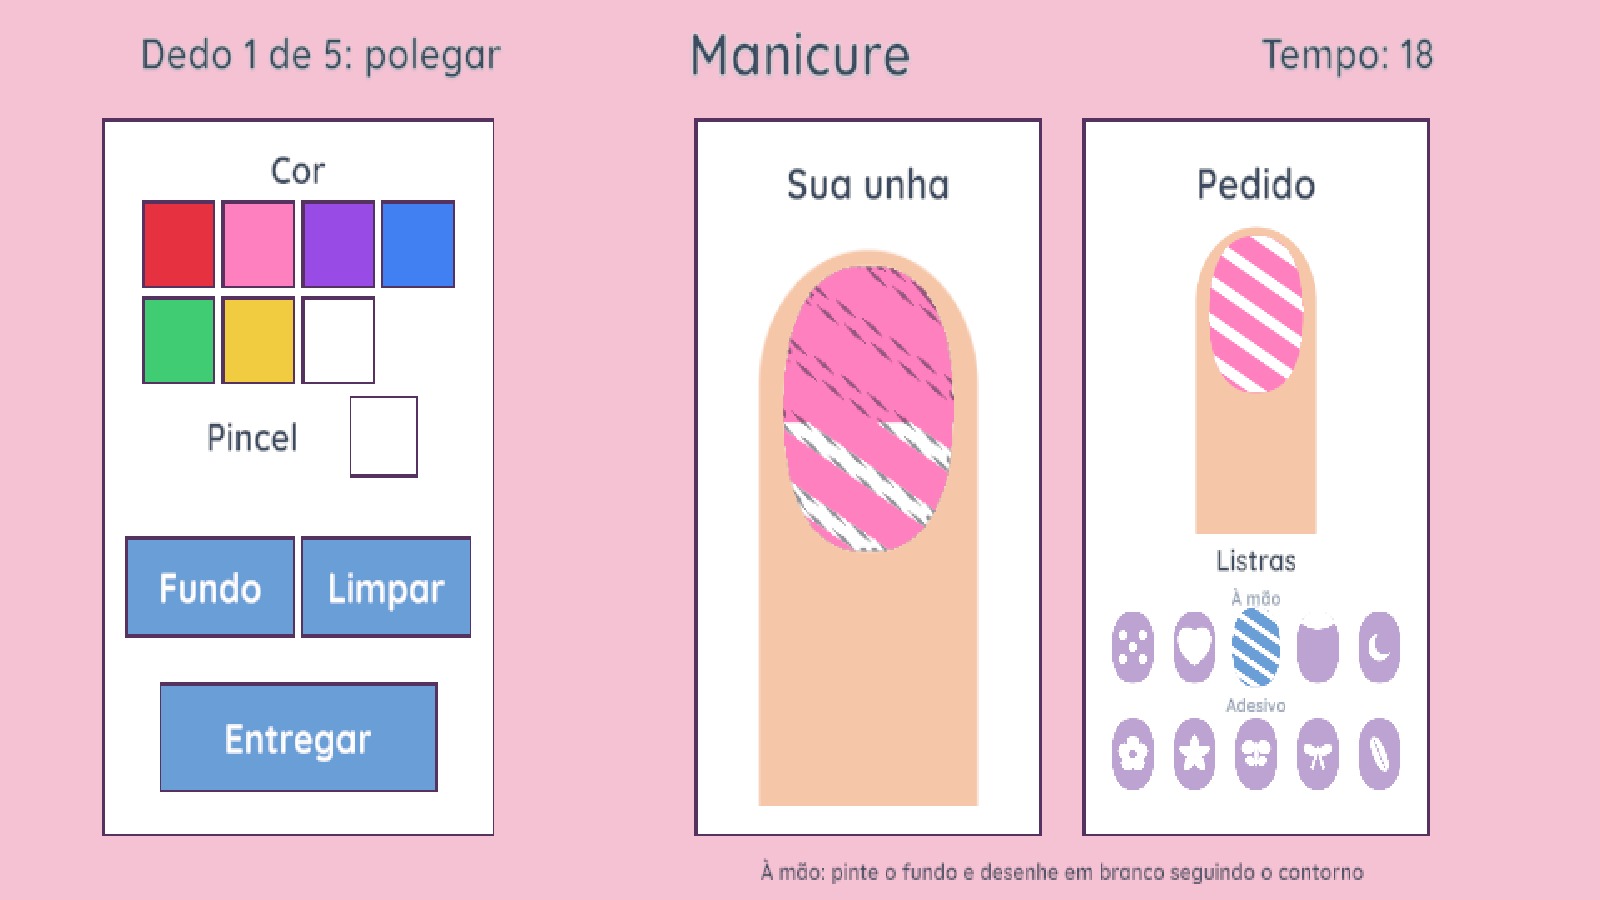 Dedo 1 de 5: polegar
Manicure
Tempo: 18
Cor
Pincel
Fundo
Limpar
Entregar
Sua unha
Pedido
Listras
À mão
Adesivo
À mão: pinte o fundo e desenhe em branco seguindo o contorno